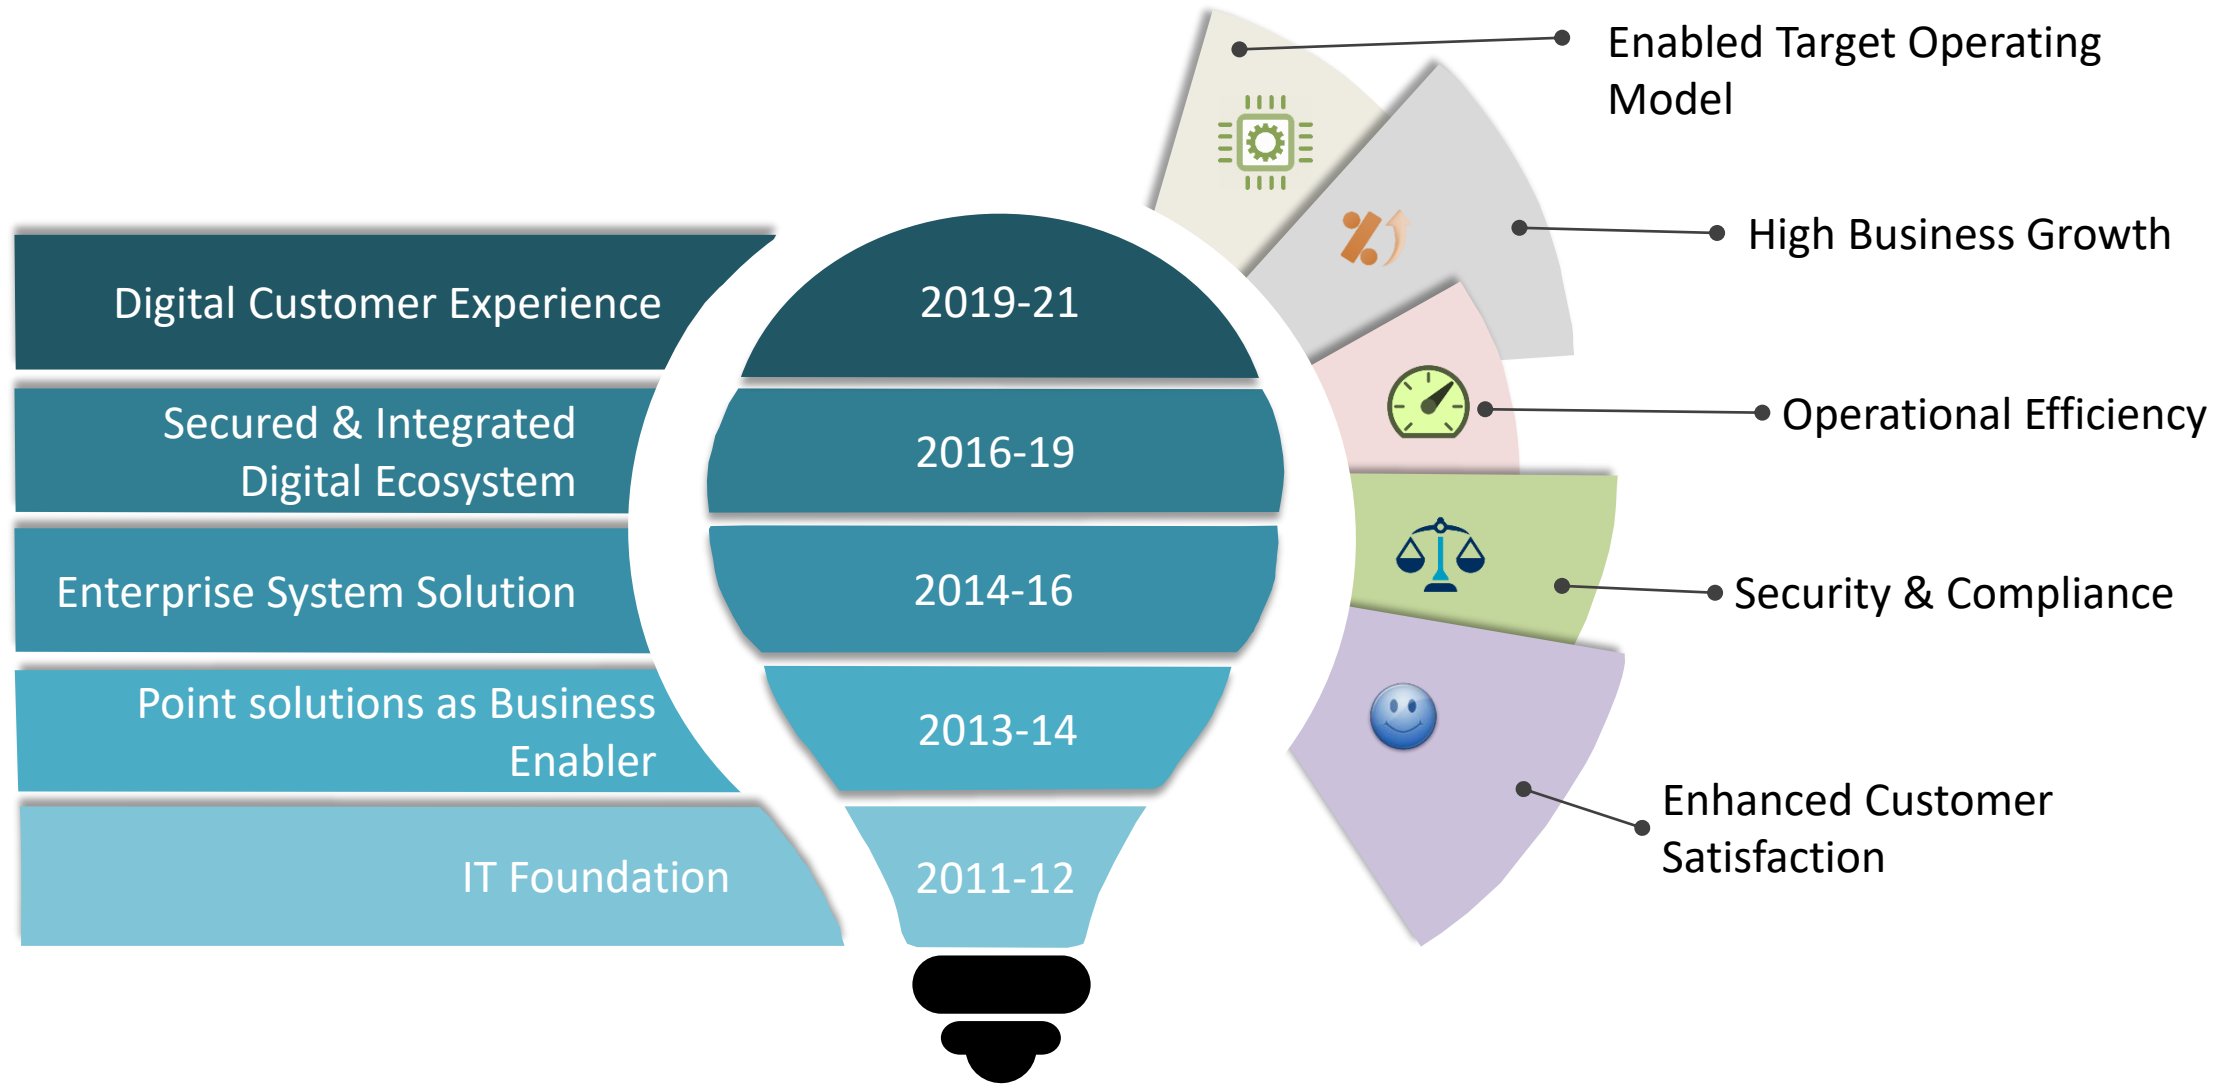 Digital Customer Experience
Secured & Integrated
Digital Ecosystem
Enterprise System Solution
Point solutions as Business
Enabler
IT Foundation
2019-21
2016-19
2014-16
2013-14
2011-12
Enabled Target Operating
Model
High Business Growth
Operational Efficiency
Security & Compliance
Enhanced Customer
Satisfaction